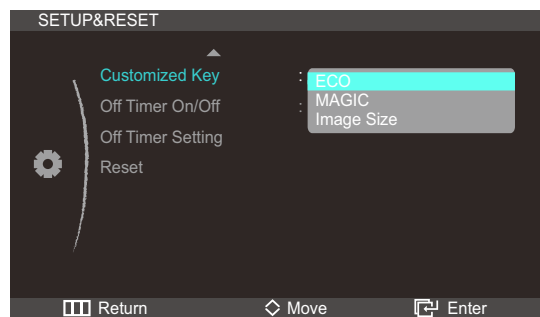 SETUP&RESET
Customized Key : ECO
Off Timer On/Off : MAGIC
Image Size
Off Timer Setting
Reset
Return Move Enter